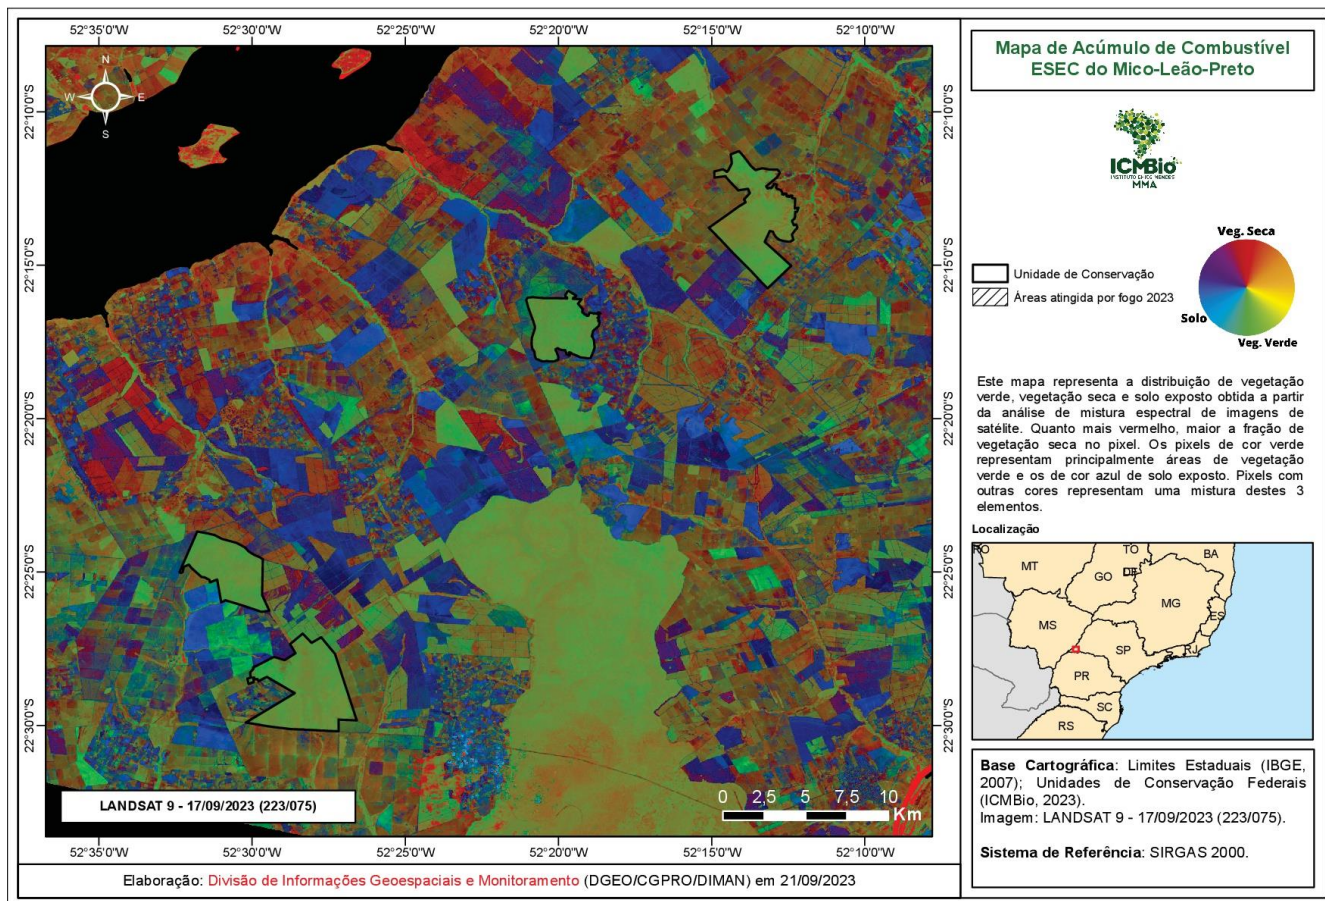 52°35'0"W 52°30'0"W 52°25'0"W 52°20'0"W 52°15'0"W 52°10'0"W
N
W E
S
22°10'0"S
22°15'0"S
22°20'0"S
22°25'0"S
22°30'0"S
22°10'0"S
22°15'0"S
22°20'0"S
22°25'0"S
22°30'0"S
LANDSAT 9 - 17/09/2023 (223/075)
0 2,5 5 7,5 10
Km
52°35'0"W 52°30'0"W 52°25'0"W 52°20'0"W 52°15'0"W 52°10'0"W
Elaboração: Divisão de Informações Geoespaciais e Monitoramento (DGEO/CGPRO/DIMAN) em 21/09/2023
Mapa de Acúmulo de Combustível
ESEC do Mico-Leão-Preto
ICMBio
INSTITUTO CHICO MENDES
MMA
Unidade de Conservação
Áreas atingida por fogo 2023
Veg. Seca
Solo
Veg. Verde
Este mapa representa a distribuição de vegetação
verde, vegetação seca e solo exposto obtida a partir
da análise de mistura espectral de imagens de
satélite. Quanto mais vermelho, maior a fração de
vegetação seca no pixel. Os pixels de cor verde
representam principalmente áreas de vegetação
verde e os de cor azul de solo exposto. Pixels com
outras cores representam uma mistura destes 3
elementos.
Localização
RO
MT
TO
BA
GO
DF
MG
ES
MS
SP
RJ
PR
SC
RS
Base Cartográfica: Limites Estaduais (IBGE,
2007); Unidades de Conservação Federais
(ICMBio, 2023).
Imagem: LANDSAT 9 - 17/09/2023 (223/075).
Sistema de Referência: SIRGAS 2000.